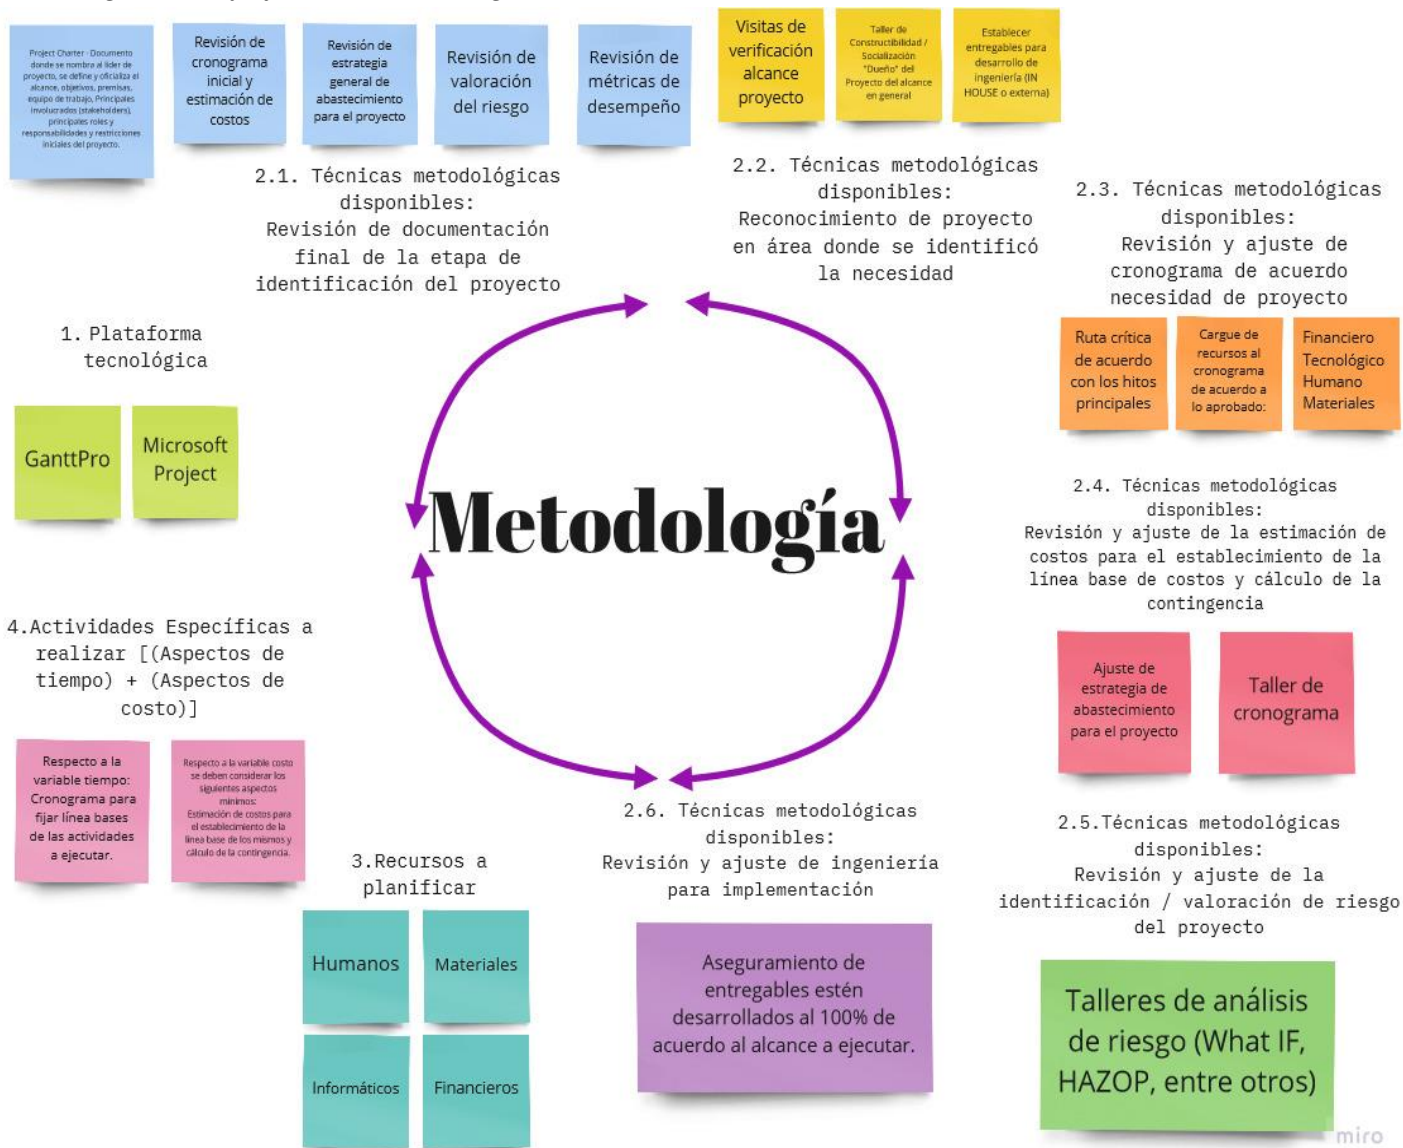 Project Charter - Documento
donde se nombra al líder de
proyecto, se define y oficializa el
alcance, objetivos, premisas,
equipo de trabajo, Principales
involucrados (stakeholders),
principales roles y
responsabilidades y restricciones
iniciales del proyecto.
Revisión de
cronograma
inicial y
estimación de
costos
Revisión de
estrategia
general de
abastecimiento
para el proyecto
Revisión de
valoración
del riesgo
Revisión de
métricas de
desempeño
2.1. Técnicas metodológicas
disponibles:
Revisión de documentación
final de la etapa de
identificación del proyecto
Visitas de
verificación
alcance
proyecto
Taller de
Constructibilidad /
Socialización
"Dueño" del
Proyecto del alcance
en general
Establecer
entregables para
desarrollo de
ingeniería (IN
HOUSE o externa)
2.2. Técnicas metodológicas
disponibles:
Reconocimiento de proyecto
en área donde se identificó
la necesidad
2.3. Técnicas metodológicas
disponibles:
Revisión y ajuste de
cronograma de acuerdo
necesidad de proyecto
Ruta crítica
de acuerdo
con los hitos
principales
Cargue de
recursos al
cronograma
de acuerdo a
lo aprobado:
Financiero
Tecnológico
Humano
Materiales
1. Plataforma
tecnológica
GanttPro
Microsoft
Project
Metodología
2.4. Técnicas metodológicas
disponibles:
Revisión y ajuste de la estimación de
costos para el establecimiento de la
línea base de costos y cálculo de la
contingencia
Ajuste de
estrategia de
abastecimiento
para el proyecto
Taller de
cronograma
4.Actividades Específicas a
realizar [(Aspectos de
tiempo) + (Aspectos de
costo)]
Respecto a la
variable tiempo:
Cronograma para
fijar línea bases
de las actividades
a ejecutar.
Respecto a la variable costo
se deben considerar los
siguientes aspectos
mínimos:
Estimación de costos para
el establecimiento de la
línea base de los mismos y
cálculo de la contingencia.
3.Recursos a
planificar
Humanos
Materiales
Informáticos
Financieros
2.6. Técnicas metodológicas
disponibles:
Revisión y ajuste de ingeniería
para implementación
Aseguramiento de
entregables estén
desarrollados al 100% de
acuerdo al alcance a ejecutar.
2.5.Técnicas metodológicas
disponibles:
Revisión y ajuste de la
identificación / valoración de riesgo
del proyecto
Talleres de análisis
de riesgo (What IF,
HAZOP, entre otros)
miro